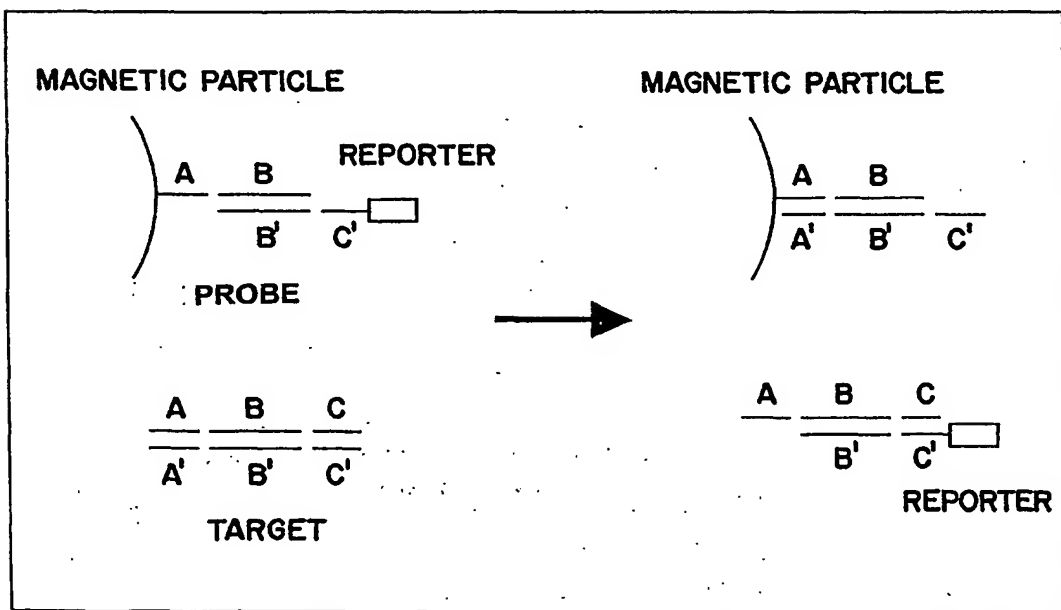 MAGNETIC PARTICLE
A B REPORTER
B' C'
PROBE
A B C
A' B' C'
TARGET
MAGNETIC PARTICLE
A B
A' B' C'
A B C
B' C'
REPORTER